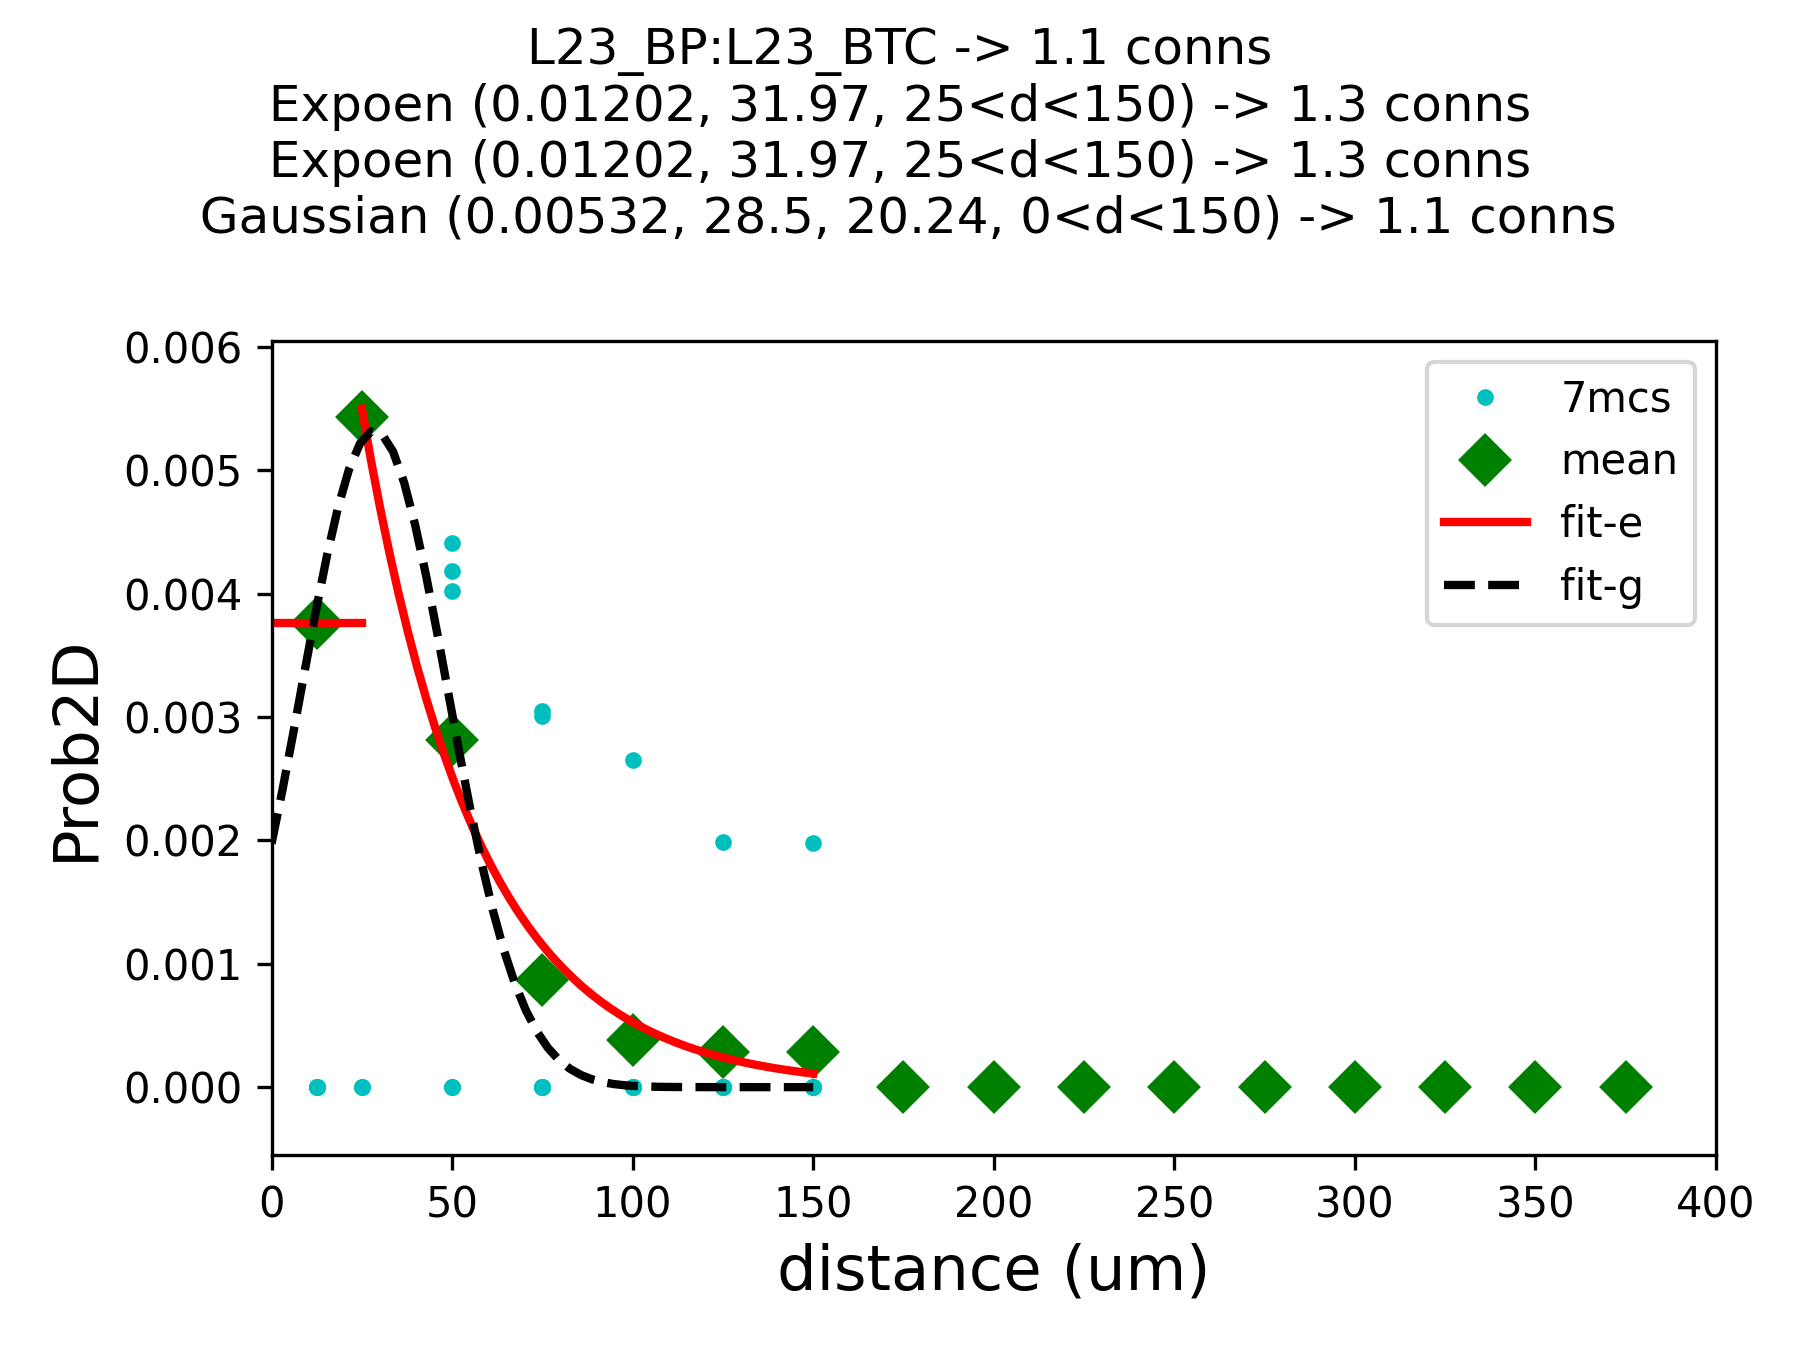 L23_BP:L23_BTC -> 1.1 conns
Expoen (0.01202, 31.97, 25<d<150) -> 1.3 conns
Expoen (0.01202, 31.97, 25<d<150) -> 1.3 conns
Gaussian (0.00532, 28.5, 20.24, 0<d<150) -> 1.1 conns
0.006
0.005
0.004
0.003
0.002
0.001
0.000
Prob2D
7mcs
mean
fit-e
fit-g
0 50 100 150 200 250 300 350 400
distance (um)